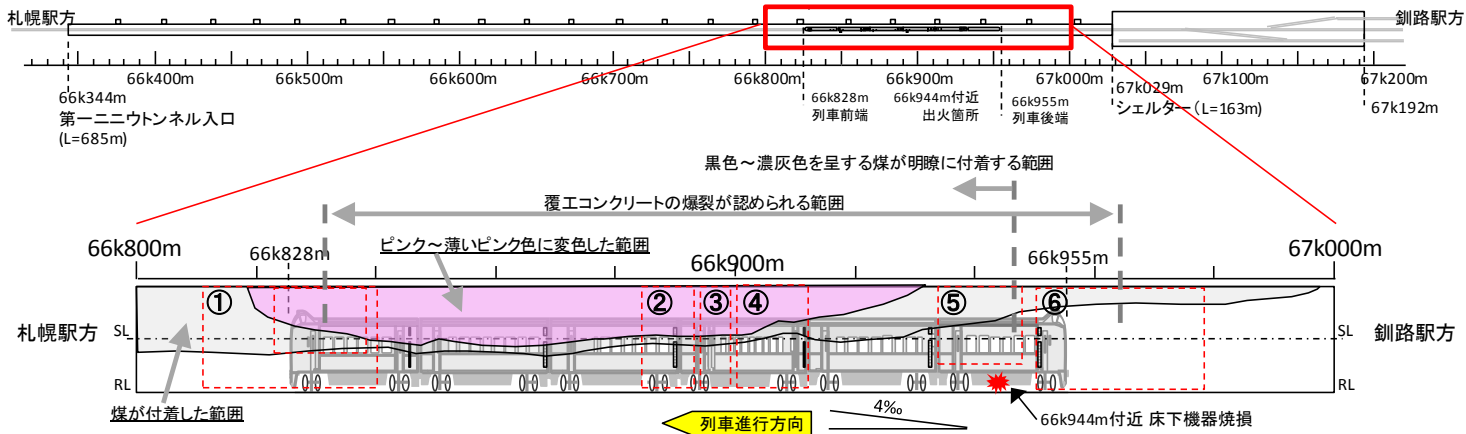 札幌駅方
釧路駅方
66k400m
66k500m
66k600m
66k700m
66k800m
66k900m
67k000m
67k100m
67k200m
66k344m
第一ニニウトンネル入口
(L=685m)
66k828m
列車前端
66k944m付近
出火箇所
66k955m
列車後端
67k029m
シェルター(L=163m)
67k192m
黒色~濃灰色を呈する煤が明瞭に付着する範囲
覆工コンクリートの爆裂が認められる範囲
ピンク~薄いピンク色に変色した範囲
66k800m
66k828m
66k900m
66k955m
67k000m
① ② ③ ④ ⑤ ⑥
札幌駅方
SL
RL
SL
RL
釧路駅方
煤が付着した範囲
列車進行方向
4‰
66k944m付近 床下機器焼損